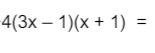 4(3x – 1)(x + 1) =